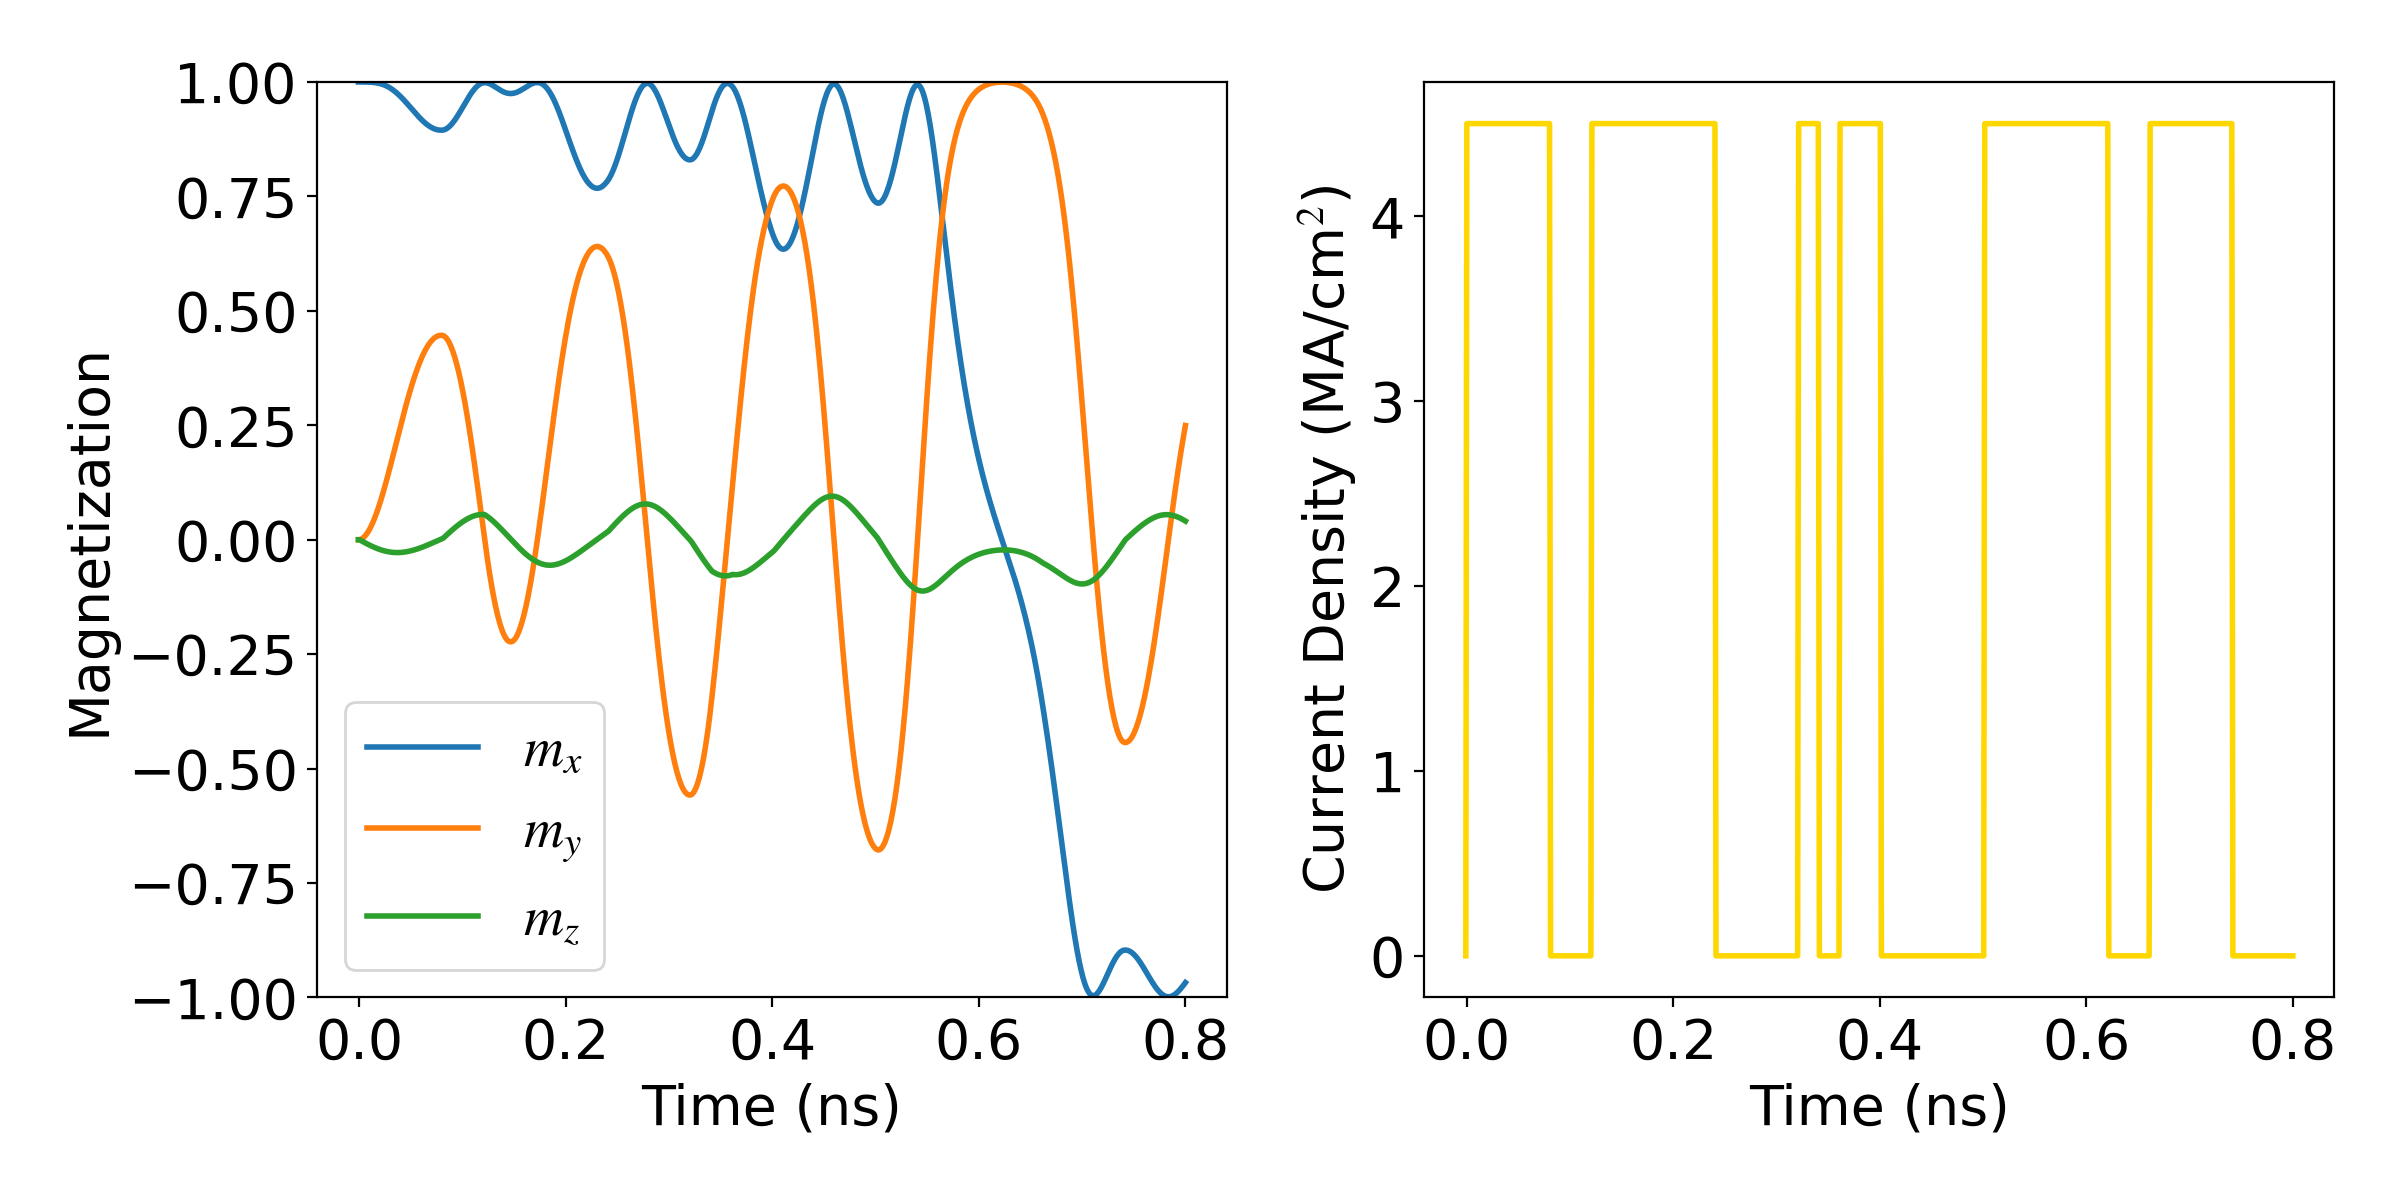 Magnetization
1.00
0.75
0.50
0.25
0.00
−0.25
−0.50
−0.75
−1.00
m_x
m_y
m_z
0.0 0.2 0.4 0.6 0.8
Time (ns)
Current Density (MA/cm²)
4
3
2
1
0
0.0 0.2 0.4 0.6 0.8
Time (ns)